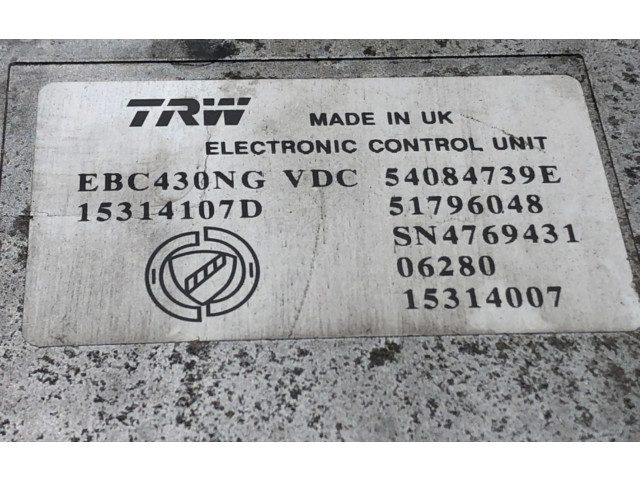 TRW MADE IN UK
ELECTRONIC CONTROL UNIT
EBC430NG VDC 54084739E
15314107D 51796048
SN4769431
06280
15314007